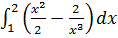 ∫₁² (x²/2 − 2/x³) dx